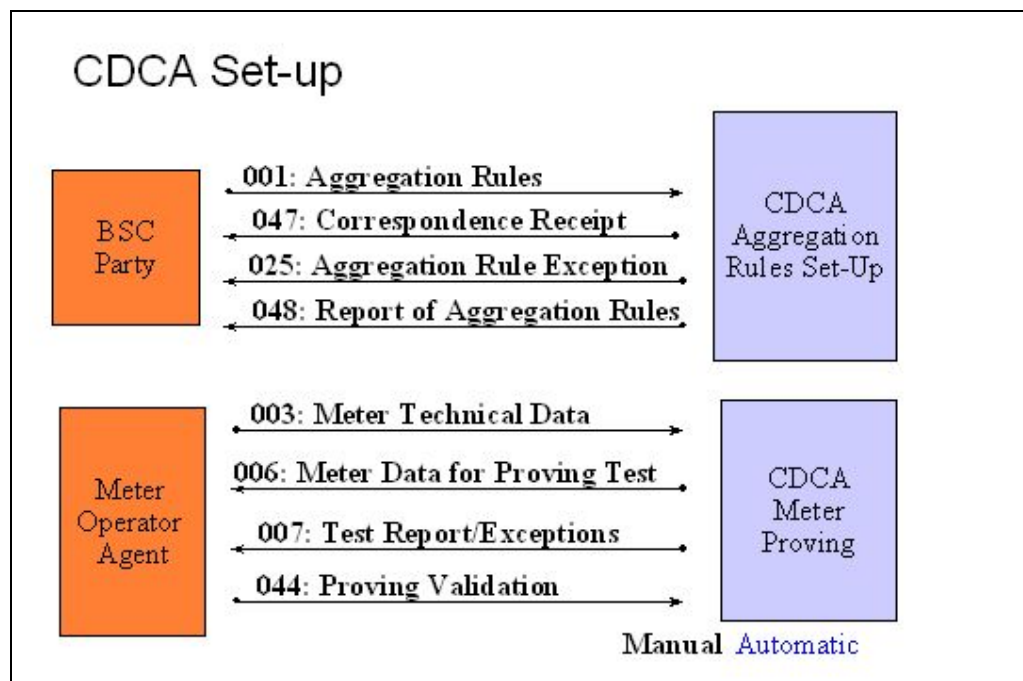 CDCA Set-up
BSC
Party
001: Aggregation Rules
047: Correspondence Receipt
025: Aggregation Rule Exception
048: Report of Aggregation Rules
CDCA
Aggregation
Rules Set-Up
Meter
Operator
Agent
003: Meter Technical Data
006: Meter Data for Proving Test
007: Test Report/Exceptions
044: Proving Validation
CDCA
Meter
Proving
Manual Automatic